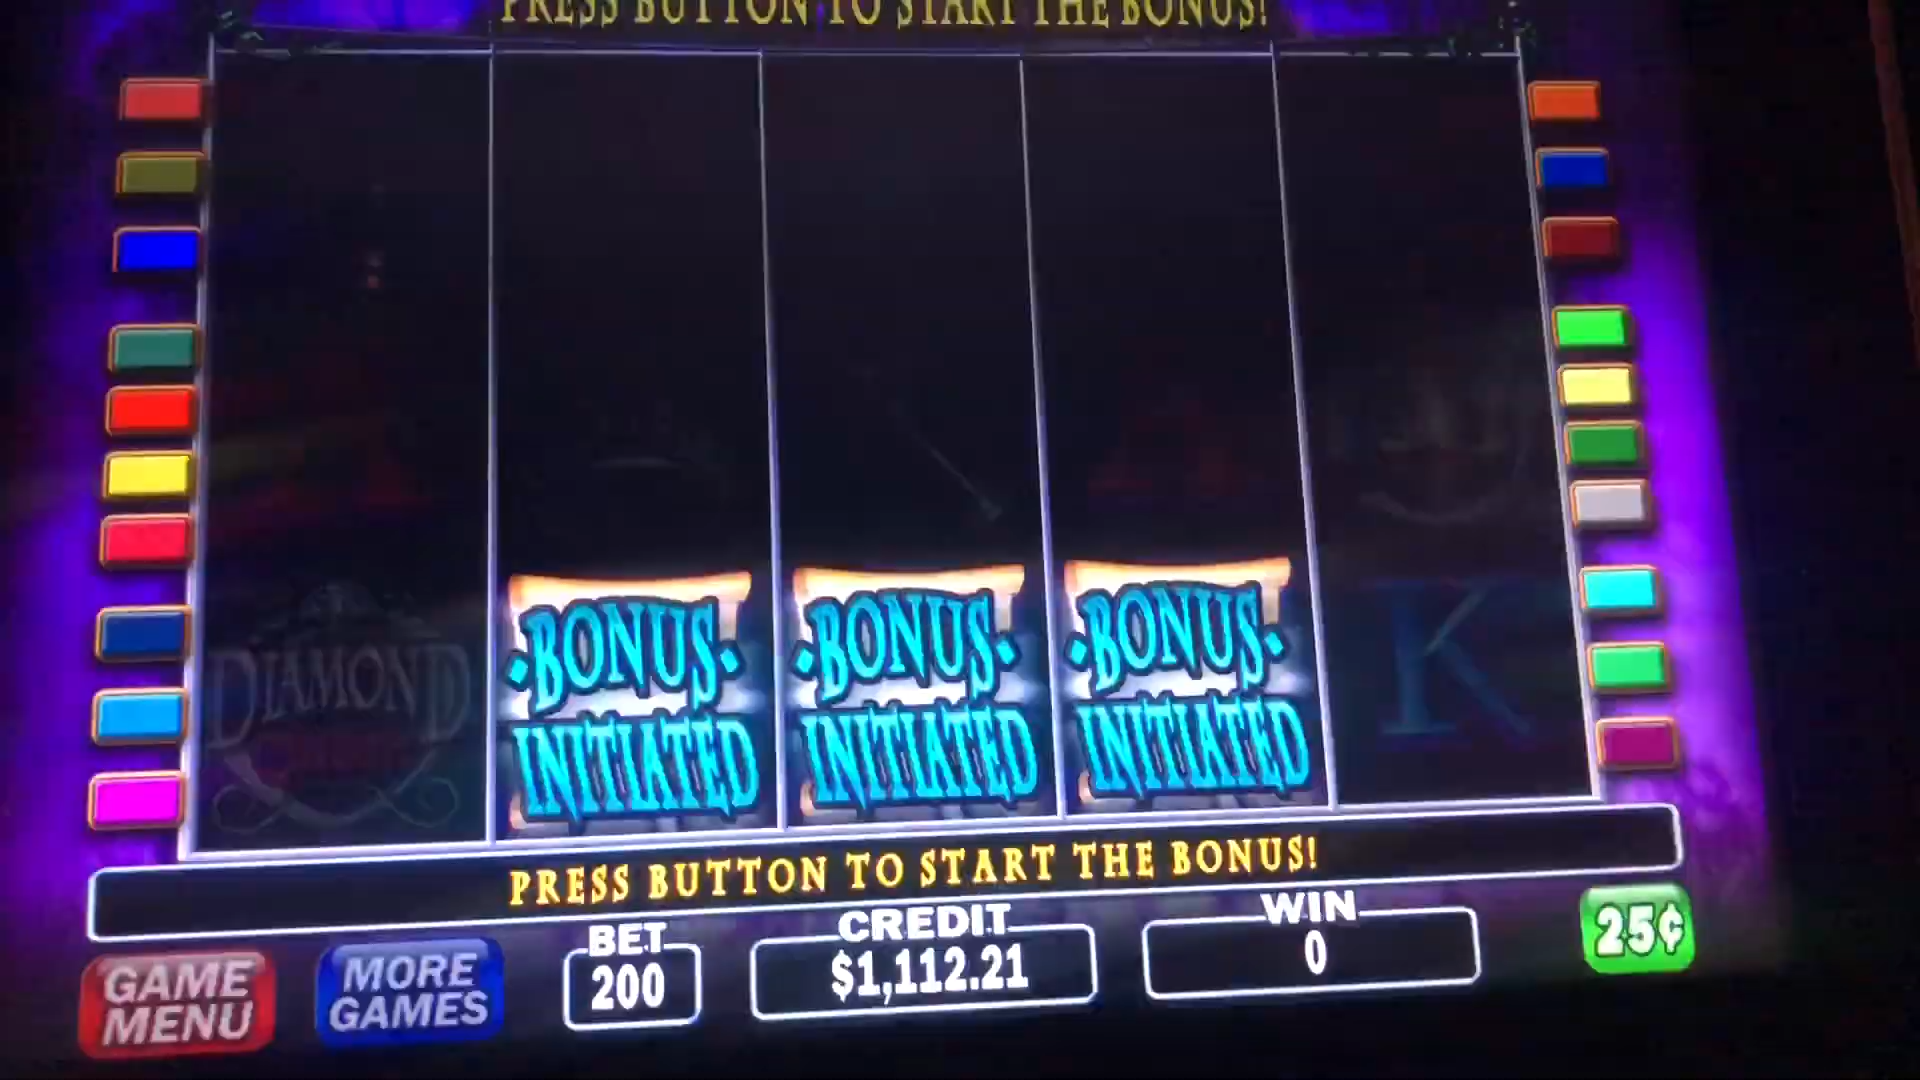 PRESS BUTTON TO START THE BONUS!
DIAMOND
K
BONUS
INITIATED
BONUS
INITIATED
BONUS
INITIATED
PRESS BUTTON TO START THE BONUS!
GAME
MENU
MORE
GAMES
BET
200
CREDIT
$1,112.21
WIN
0
25¢